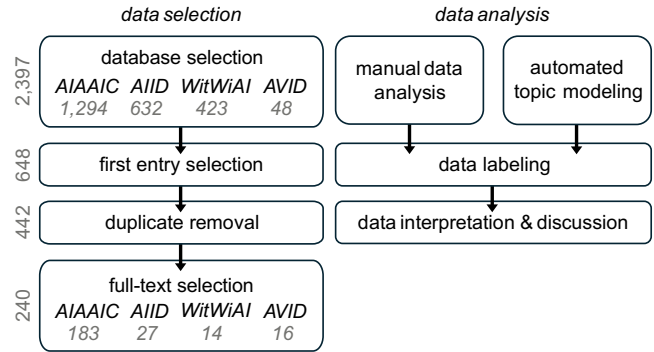 data selection
2,397
database selection
AIAAIC AIID WitWiAI AVID
1,294 632 423 48
648
first entry selection
442
duplicate removal
240
full-text selection
AIAAIC AIID WitWiAI AVID
183 27 14 16
data analysis
manual data
analysis
automated
topic modeling
data labeling
data interpretation & discussion